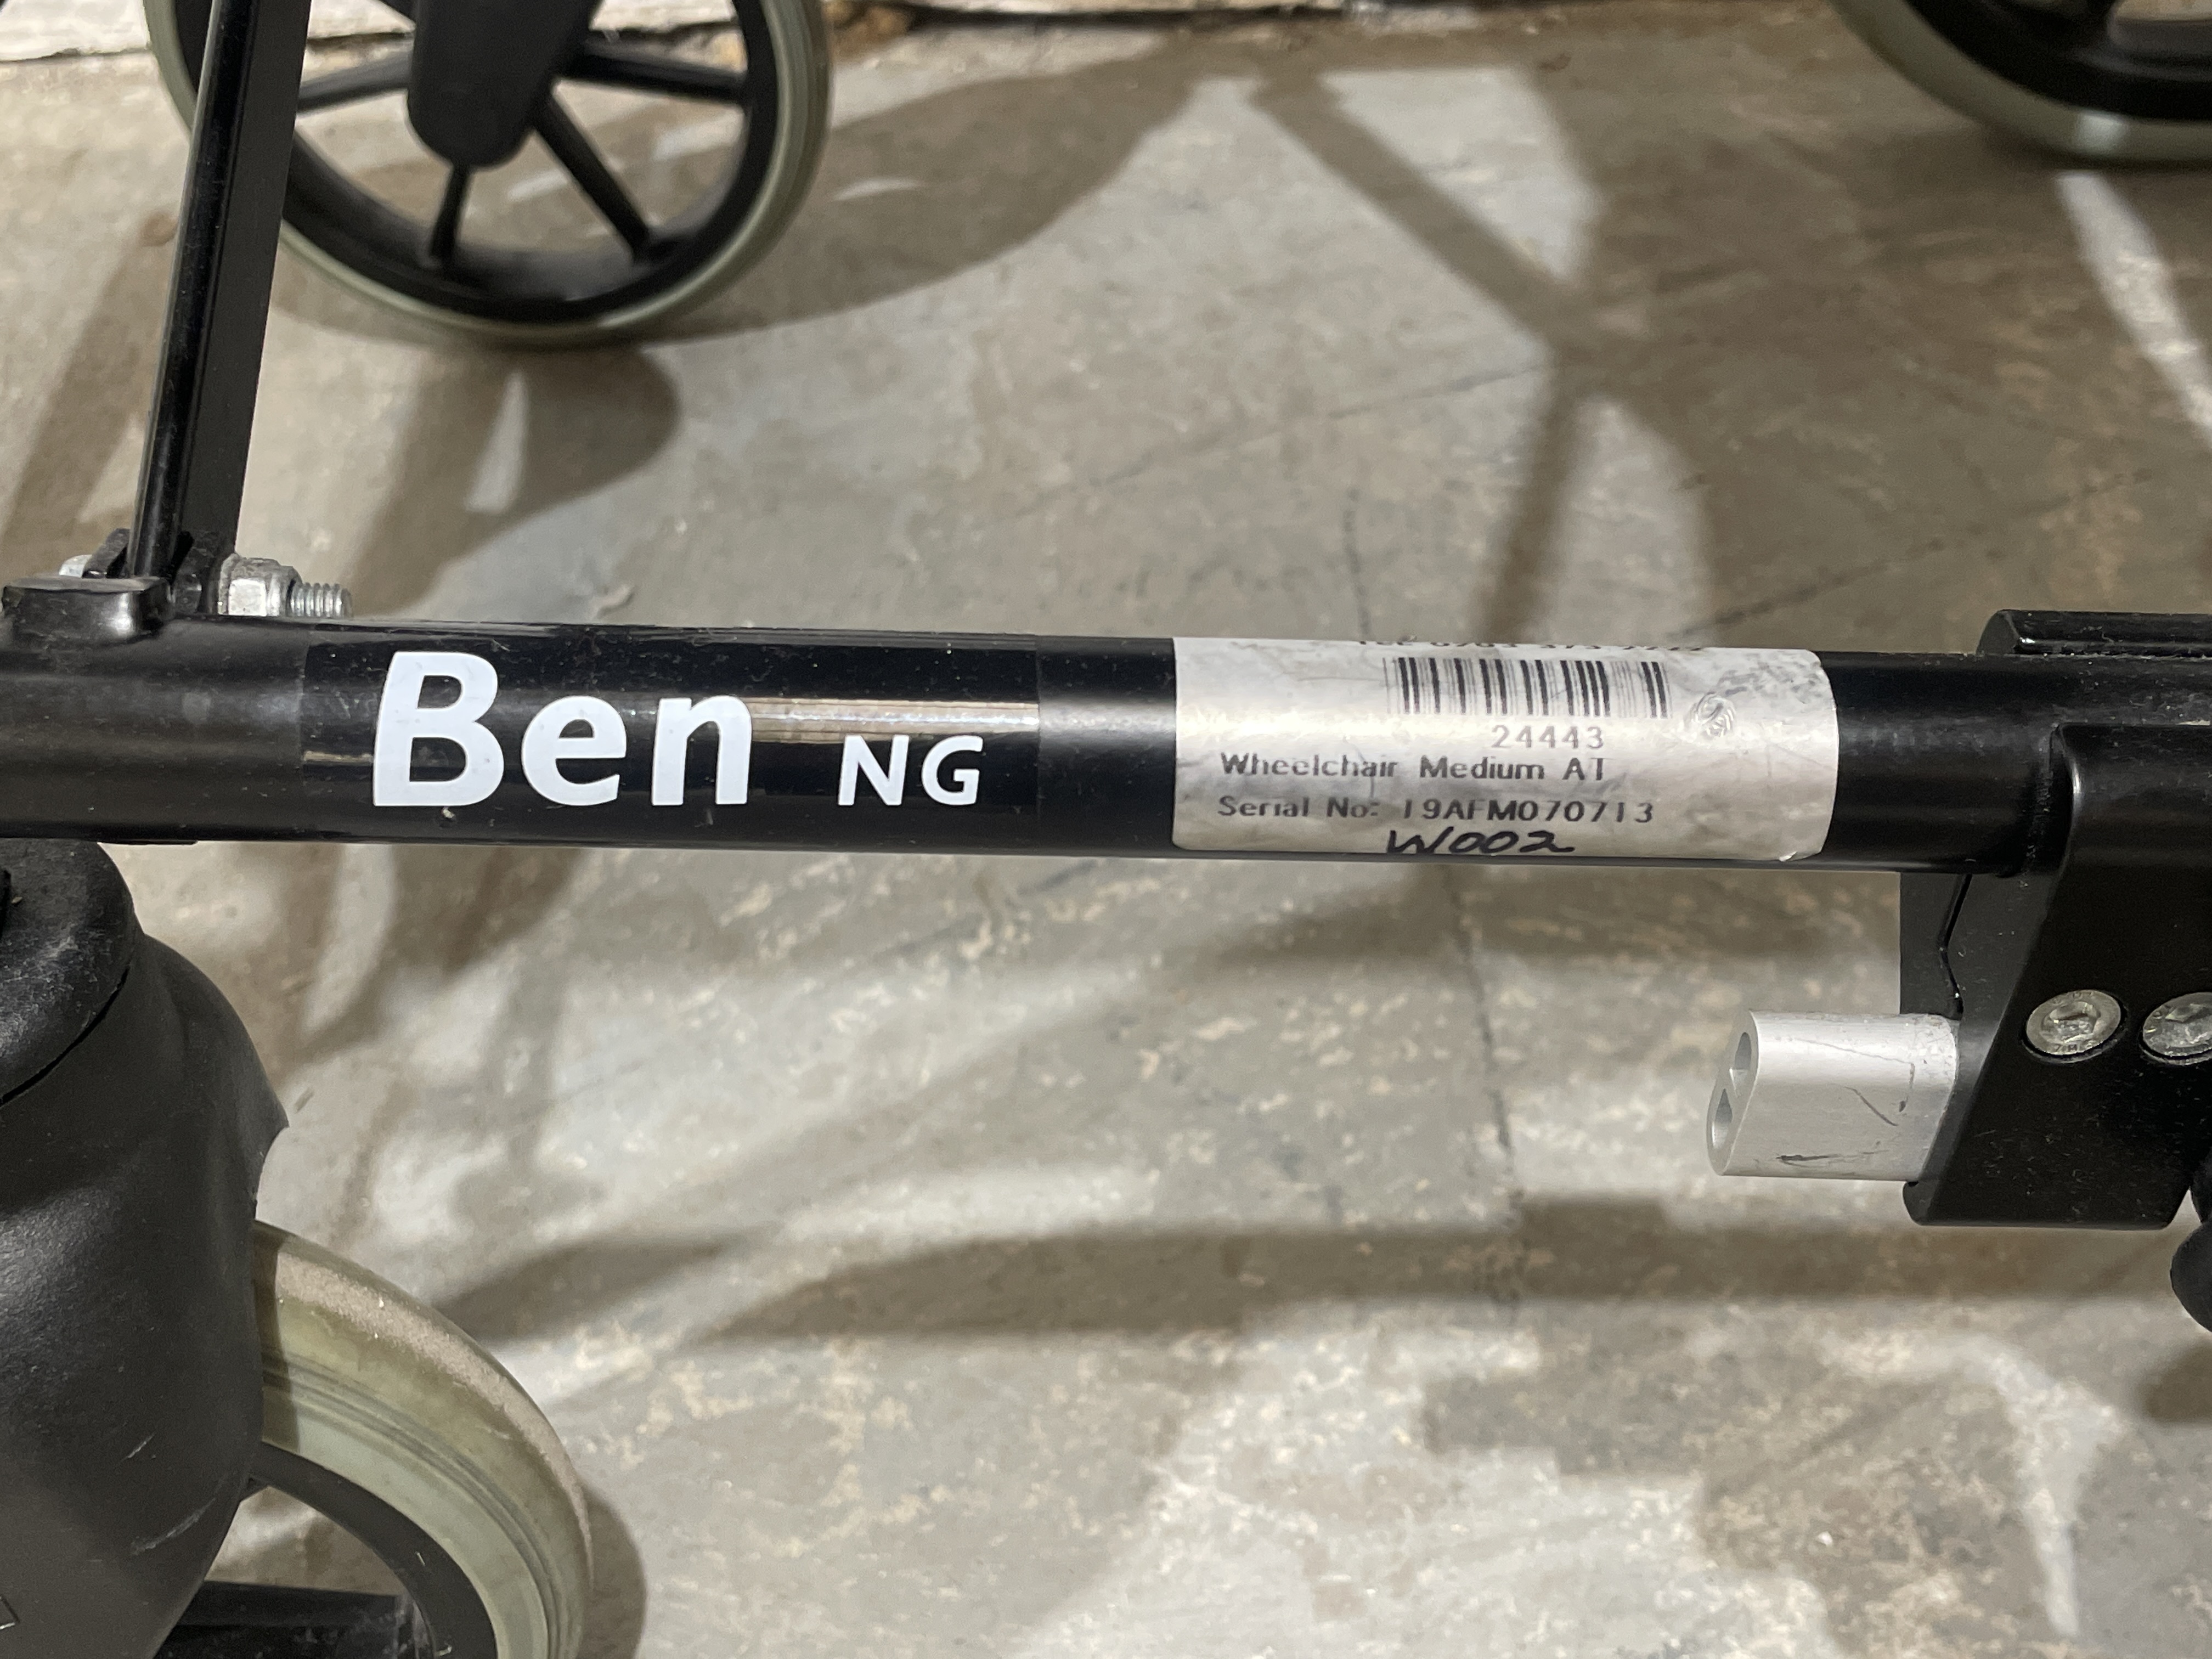 Ben NG
24443
Wheelchair Medium AT
Serial No: 19AFM070713
W002